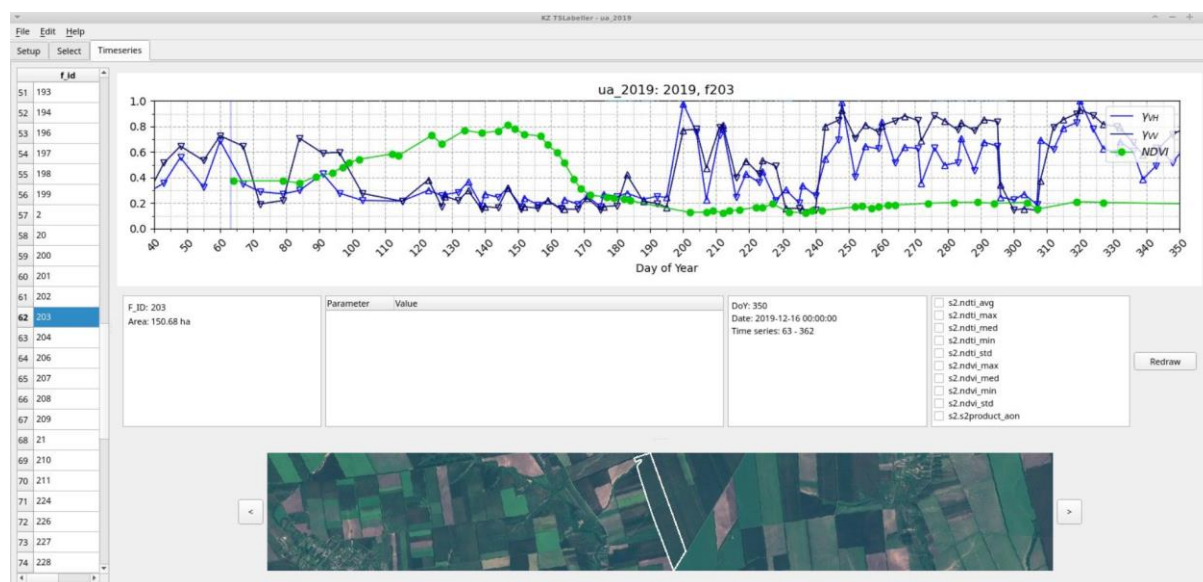 KZ TSLabeller - ua_2019
File Edit Help
Setup Select Timeseries
f_id
51 193
52 194
53 196
54 197
55 198
56 199
57 2
58 20
59 200
60 201
61 202
62 203
63 204
64 206
65 207
66 208
67 209
68 21
69 210
70 211
71 224
72 226
73 227
74 228
ua_2019: 2019, f203
1.0
0.8
0.6
0.4
0.2
0.0
γVH
γVV
NDVI
40 50 60 70 80 90 100 110 120 130 140 150 160 170 180 190 200 210 220 230 240 250 260 270 280 290 300 310 320 330 340 350
Day of Year
F_ID: 203
Area: 150.68 ha
Parameter Value
DoY: 350
Date: 2019-12-16 00:00:00
Time series: 63 - 362
s2.ndti_avg
s2.ndti_max
s2.ndti_med
s2.ndti_min
s2.ndti_std
s2.ndvi_max
s2.ndvi_med
s2.ndvi_min
s2.ndvi_std
s2.s2product_aon
Redraw
< >